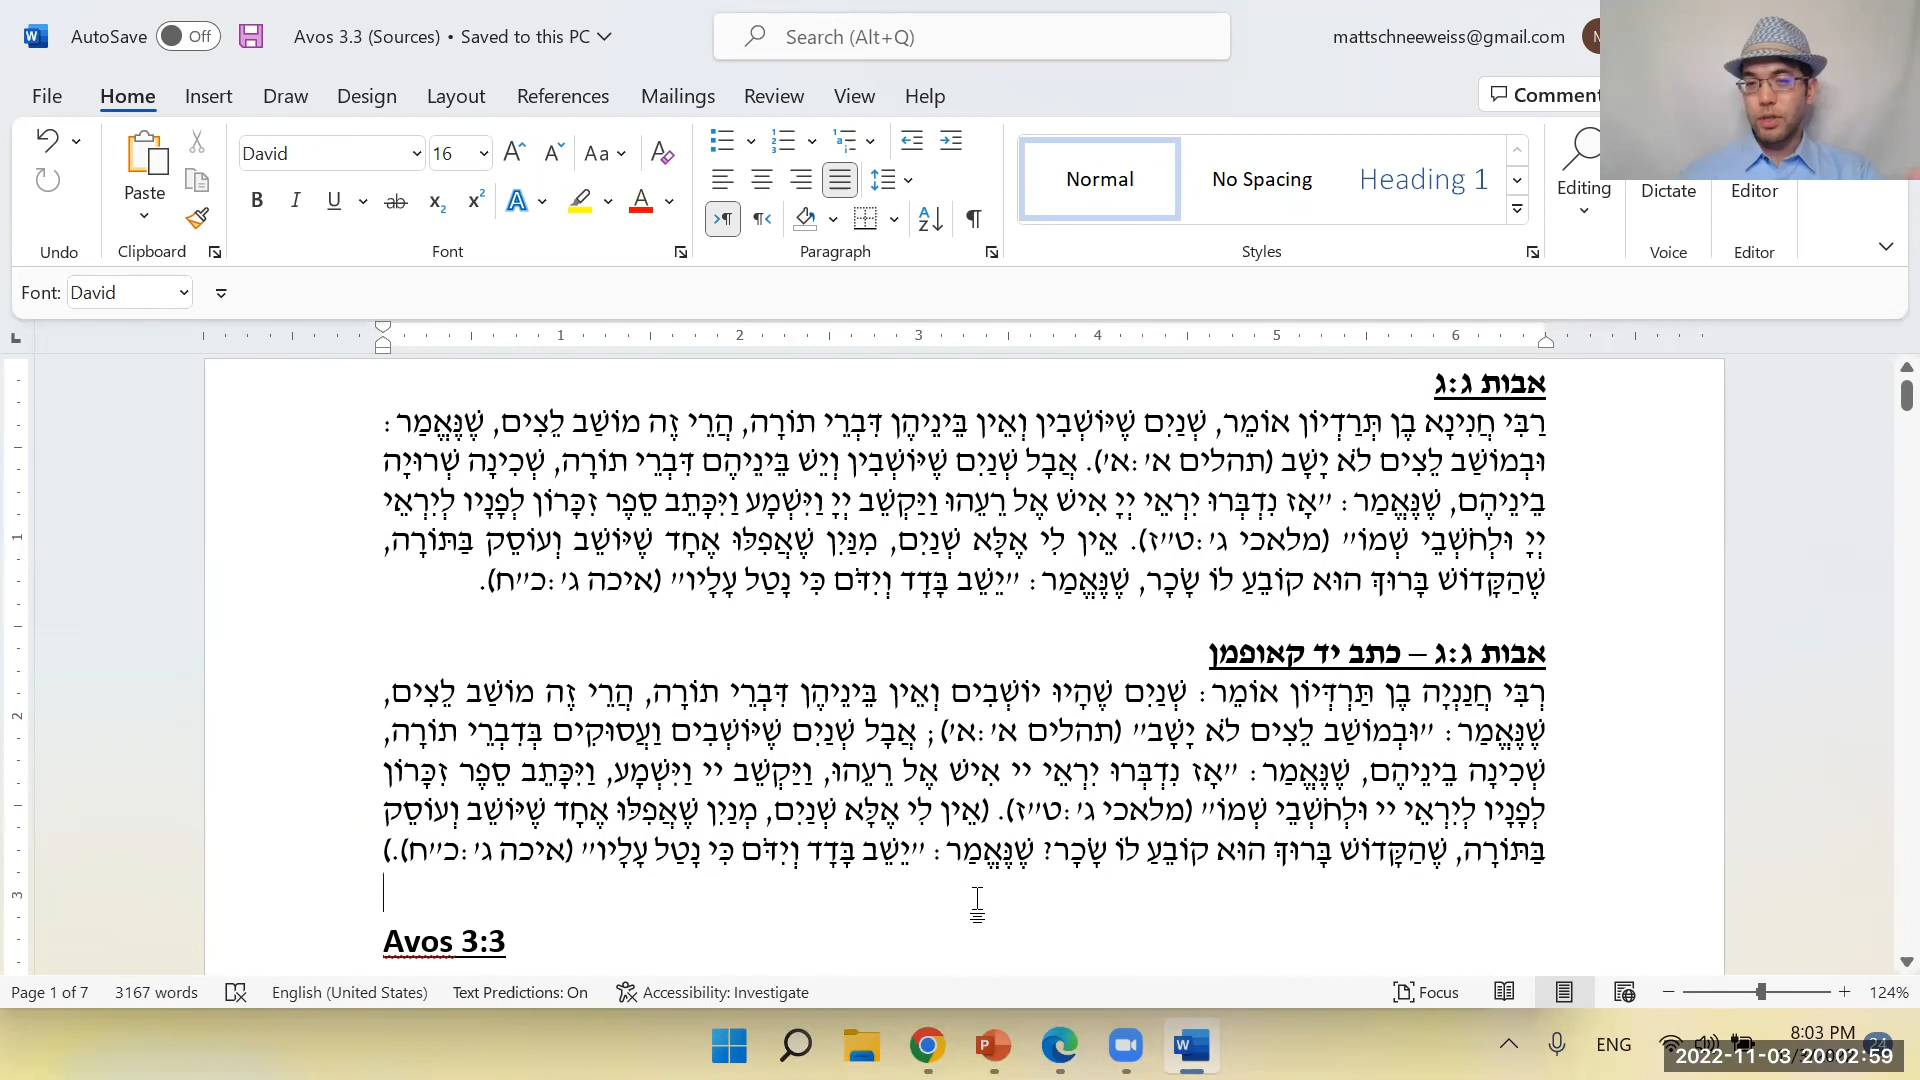 AutoSave Off Avos 3.3 (Sources) • Saved to this PC Search (Alt+Q) mattschneeweiss@gmail.com
File Home Insert Draw Design Layout References Mailings Review View Help Comment
David 16 Aa Normal No Spacing Heading 1
Paste Editing Dictate Editor
Undo Clipboard Font Paragraph Styles Voice Editor
Font: David
1 2 3 4 5 6
אבות ג:ג
רַבִּי חֲנִינָא בֶן תְּרַדְיוֹן אוֹמֵר, שְׁנַיִם שֶׁיּוֹשְׁבִין וְאֵין בֵּינֵיהֶן דִּבְרֵי תוֹרָה, הֲרֵי זֶה מוֹשַׁב לֵצִים, שֶׁנֶּאֱמַר:
וּבְמוֹשַׁב לֵצִים לֹא יָשָׁב (תהלים א׳:א׳). אֲבָל שְׁנַיִם שֶׁיּוֹשְׁבִין וְיֵשׁ בֵּינֵיהֶם דִּבְרֵי תוֹרָה, שְׁכִינָה שְׁרוּיָה
בֵינֵיהֶם, שֶׁנֶּאֱמַר: ״אָז נִדְבְּרוּ יִרְאֵי יְיָ אִישׁ אֶל רֵעֵהוּ וַיַּקְשֵׁב יְיָ וַיִּשְׁמָע וַיִּכָּתֵב סֵפֶר זִכָּרוֹן לְפָנָיו לְיִרְאֵי
יְיָ וּלְחֹשְׁבֵי שְׁמוֹ״ (מלאכי ג׳:ט״ז). אֵין לִי אֶלָּא שְׁנַיִם, מִנַּיִן שֶׁאֲפִלּוּ אֶחָד שֶׁיּוֹשֵׁב וְעוֹסֵק בַּתּוֹרָה,
שֶׁהַקָּדוֹשׁ בָּרוּךְ הוּא קוֹבֵעַ לוֹ שָׂכָר, שֶׁנֶּאֱמַר: ״יֵשֵׁב בָּדָד וְיִדֹּם כִּי נָטַל עָלָיו״ (איכה ג׳:כ״ח).
אבות ג:ג – כתב יד קאופמן
רְבִּי חֲנַנְיָה בֶן תַּרְדְּיוֹן אוֹמֵר: שְׁנַיִם שֶׁהָיוּ יוֹשְׁבִים וְאֵין בֵּינֵיהֶן דִּבְרֵי תוֹרָה, הֲרֵי זֶה מוֹשַׁב לֵצִים,
שֶׁנֶּאֱמַר: ״וּבְמוֹשַׁב לֵצִים לֹא יָשָׁב״ (תהלים א׳:א׳); אֲבָל שְׁנַיִם שֶׁיּוֹשְׁבִים וַעֲסוּקִים בְּדִבְרֵי תוֹרָה,
שְׁכִינָה בֵינֵיהֶם, שֶׁנֶּאֱמַר: ״אָז נִדְבְּרוּ יִרְאֵי יי אִישׁ אֶל רֵעֵהוּ, וַיַּקְשֵׁב יי וַיִּשְׁמָע, וַיִּכָּתֵב סֵפֶר זִכָּרוֹן
לְפָנָיו לְיִרְאֵי יי וּלְחֹשְׁבֵי שְׁמוֹ״ (מלאכי ג׳:ט״ז). (אֵין לִי אֶלָּא שְׁנַיִם, מְנַיִן שֶׁאֲפִלּוּ אֶחָד שֶׁיּוֹשֵׁב וְעוֹסֵק
בַּתּוֹרָה, שֶׁהַקָּדוֹשׁ בָּרוּךְ הוּא קוֹבֵעַ לוֹ שָׂכָר? שֶׁנֶּאֱמַר: ״יֵשֵׁב בָּדָד וְיִדֹּם כִּי נָטַל עָלָיו״ (איכה ג׳:כ״ח).)
Avos 3:3
Page 1 of 7 3167 words English (United States) Text Predictions: On Accessibility: Investigate Focus 124%
ENG 8:03 PM 24
2022-11-03 20:02:59